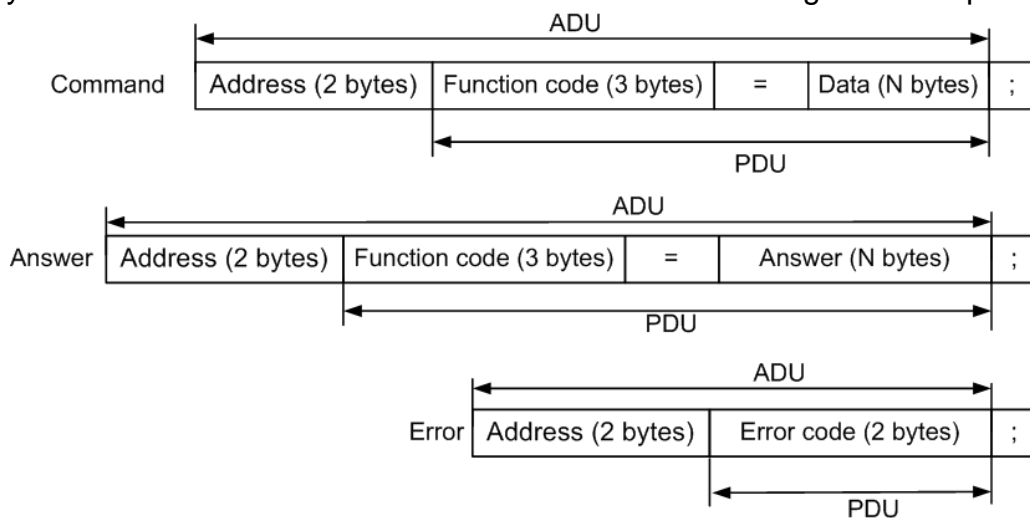 ADU
Command Address (2 bytes) Function code (3 bytes) = Data (N bytes) ;
PDU
ADU
Answer Address (2 bytes) Function code (3 bytes) = Answer (N bytes) ;
PDU
ADU
Error Address (2 bytes) Error code (2 bytes) ;
PDU